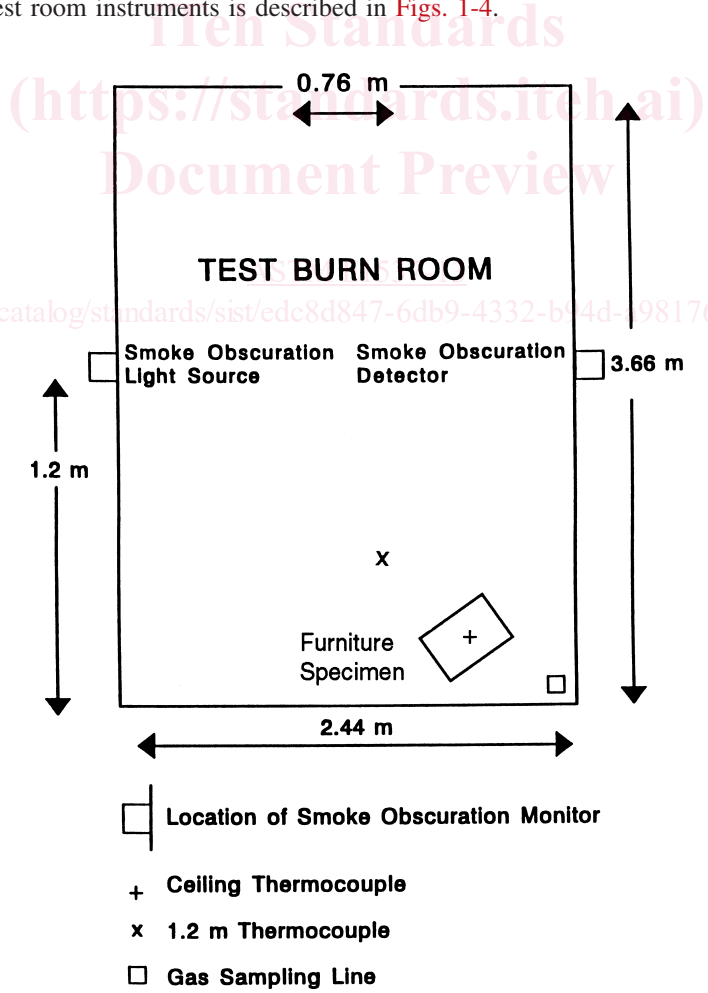 est room instruments is described in Figs. 1-4.
iTeh Standards
(https://standards.iteh.ai)
Document Preview
0.76 m
TEST BURN ROOM
catalog/standards/sist/edc8d847-6db9-4332-b94d-a98176
Smoke Obscuration
Light Source
Smoke Obscuration
Detector
3.66 m
1.2 m
x
+
Furniture
Specimen
2.44 m
Location of Smoke Obscuration Monitor
+ Ceiling Thermocouple
x 1.2 m Thermocouple
Gas Sampling Line